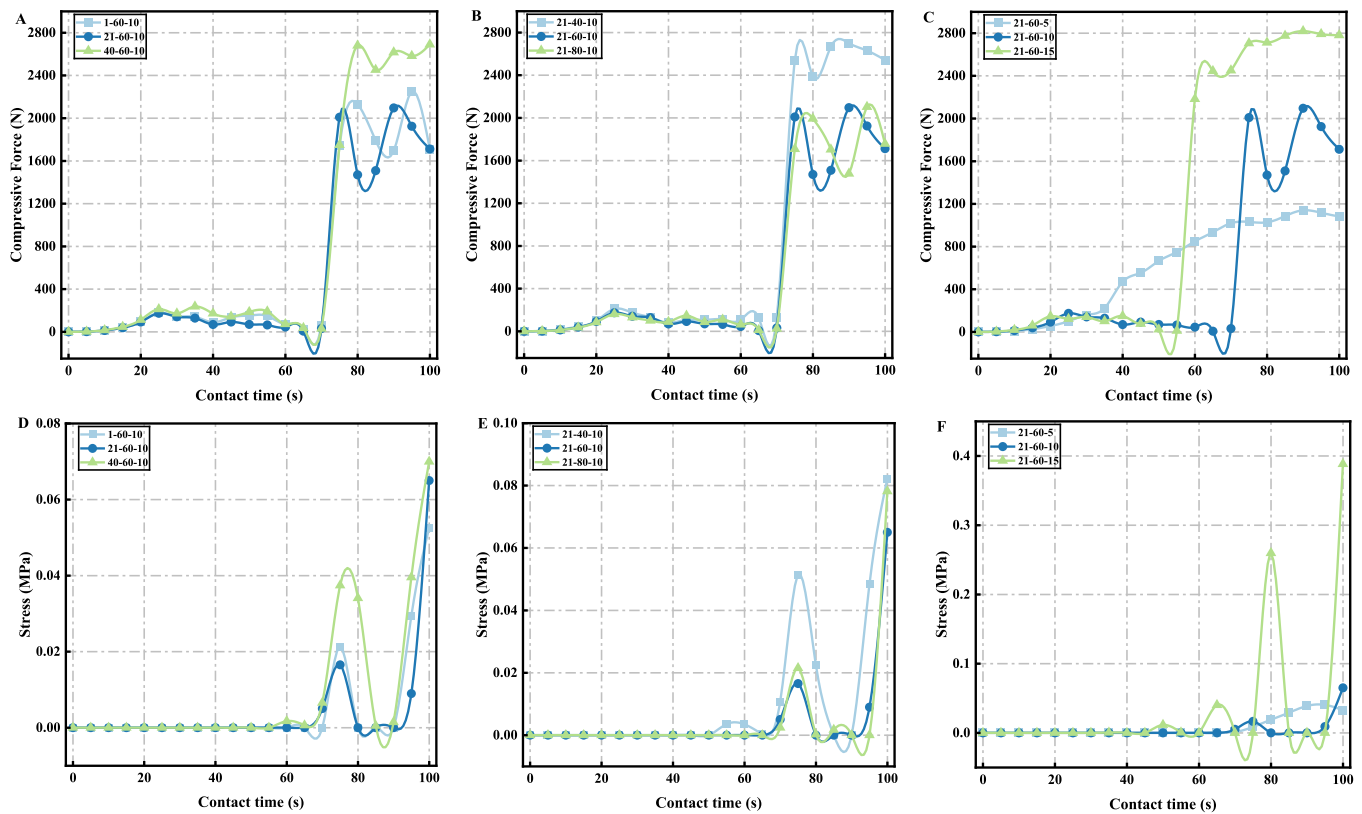 A
1-60-10
21-60-10
40-60-10
2800
2400
2000
1600
1200
800
400
0
Compressive Force (N)
0 20 40 60 80 100
Contact time (s)
B
21-40-10
21-60-10
21-80-10
2800
2400
2000
1600
1200
800
400
0
Compressive Force (N)
0 20 40 60 80 100
Contact time (s)
C
21-60-5
21-60-10
21-60-15
2800
2400
2000
1600
1200
800
400
0
Compressive Force (N)
0 20 40 60 80 100
Contact time (s)
D
1-60-10
21-60-10
40-60-10
0.08
0.06
0.04
0.02
0.00
Stress (MPa)
0 20 40 60 80 100
Contact time (s)
E
21-40-10
21-60-10
21-80-10
0.10
0.08
0.06
0.04
0.02
0.00
Stress (MPa)
0 20 40 60 80 100
Contact time (s)
F
21-60-5
21-60-10
21-60-15
0.4
0.3
0.2
0.1
0.0
Stress (MPa)
0 20 40 60 80 100
Contact time (s)